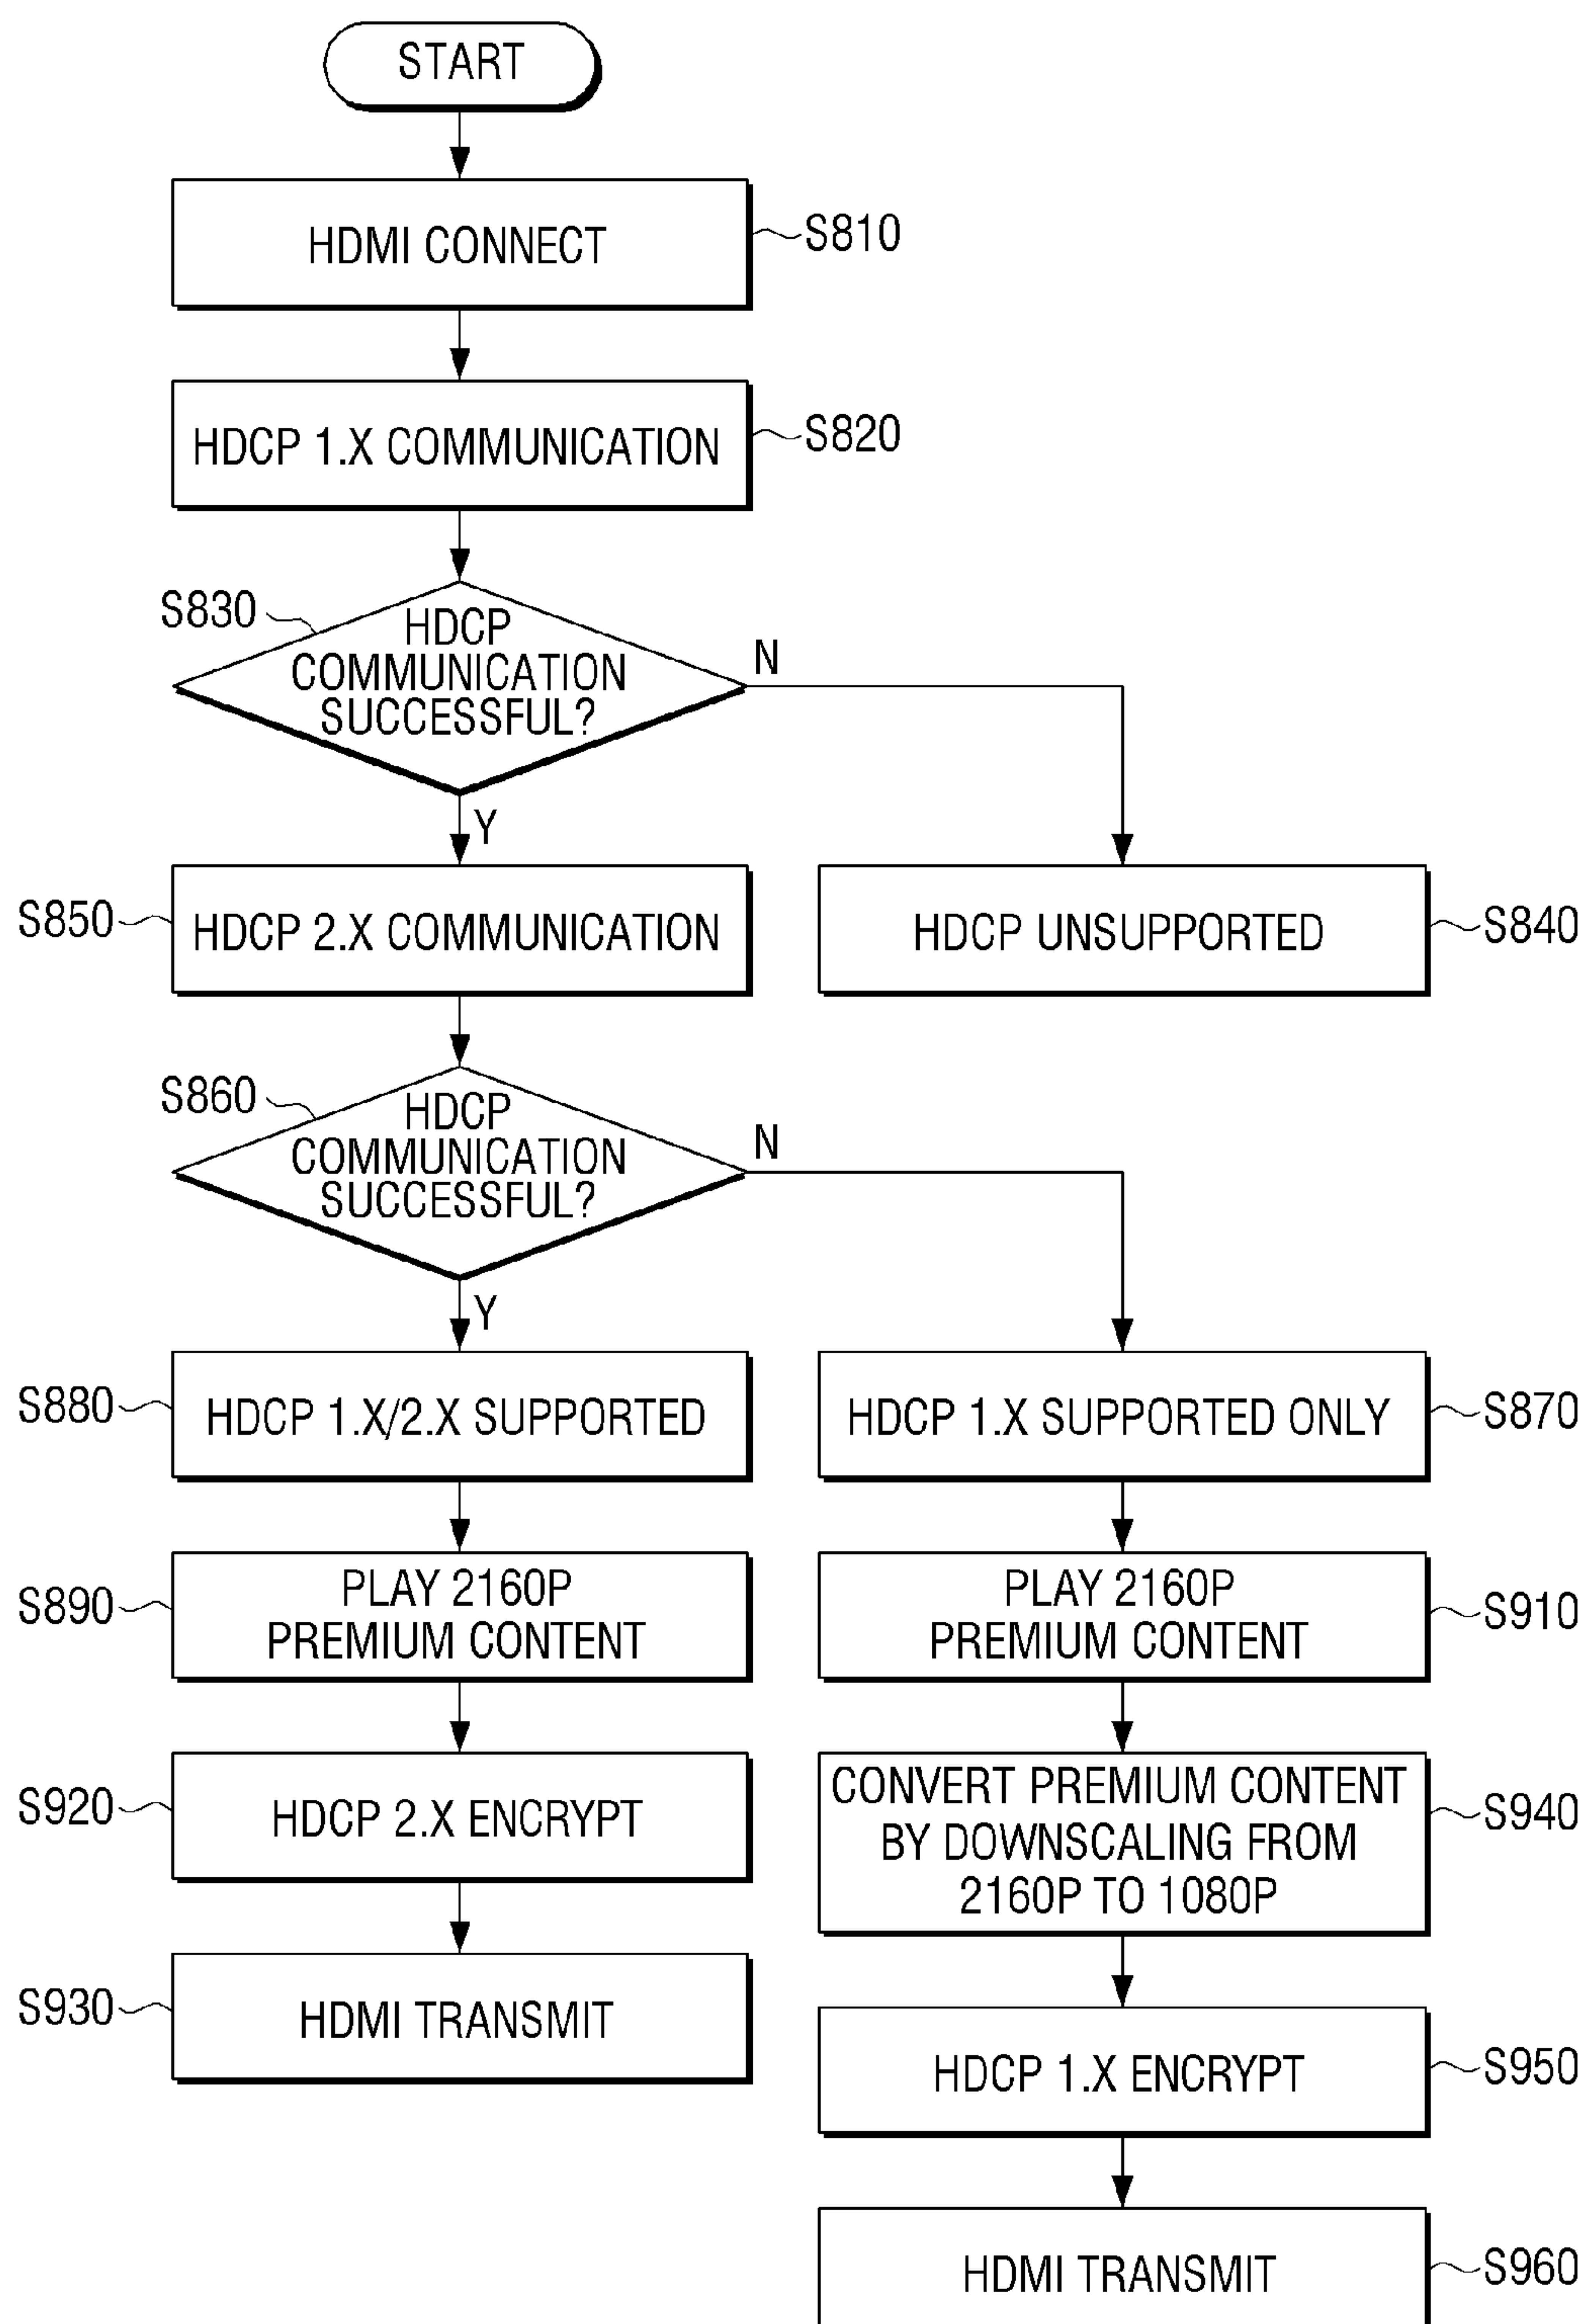 START
HDMI CONNECT
S810
HDCP 1.X COMMUNICATION
S820
S830
HDCP
COMMUNICATION
SUCCESSFUL?
N
Y
S850
HDCP 2.X COMMUNICATION
HDCP UNSUPPORTED
S840
S860
HDCP
COMMUNICATION
SUCCESSFUL?
N
Y
S880
HDCP 1.X/2.X SUPPORTED
HDCP 1.X SUPPORTED ONLY
S870
S890
PLAY 2160P
PREMIUM CONTENT
PLAY 2160P
PREMIUM CONTENT
S910
S920
HDCP 2.X ENCRYPT
CONVERT PREMIUM CONTENT
BY DOWNSCALING FROM
2160P TO 1080P
S940
S930
HDMI TRANSMIT
HDCP 1.X ENCRYPT
S950
HDMI TRANSMIT
S960